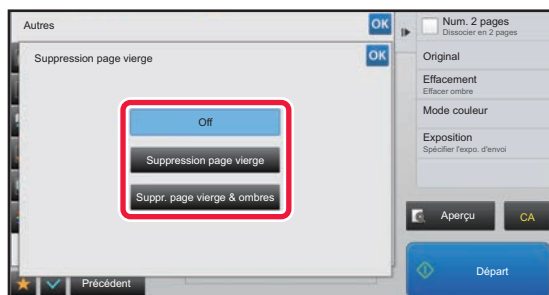 Autres
OK
Suppression page vierge
OK
Off
Suppression page vierge
Suppr. page vierge & ombres
Précédent
Num. 2 pages
Dissocier en 2 pages
Original
Effacement
Effacer ombre
Mode couleur
Exposition
Spécifier l'expo. d'envoi
Aperçu
CA
Départ